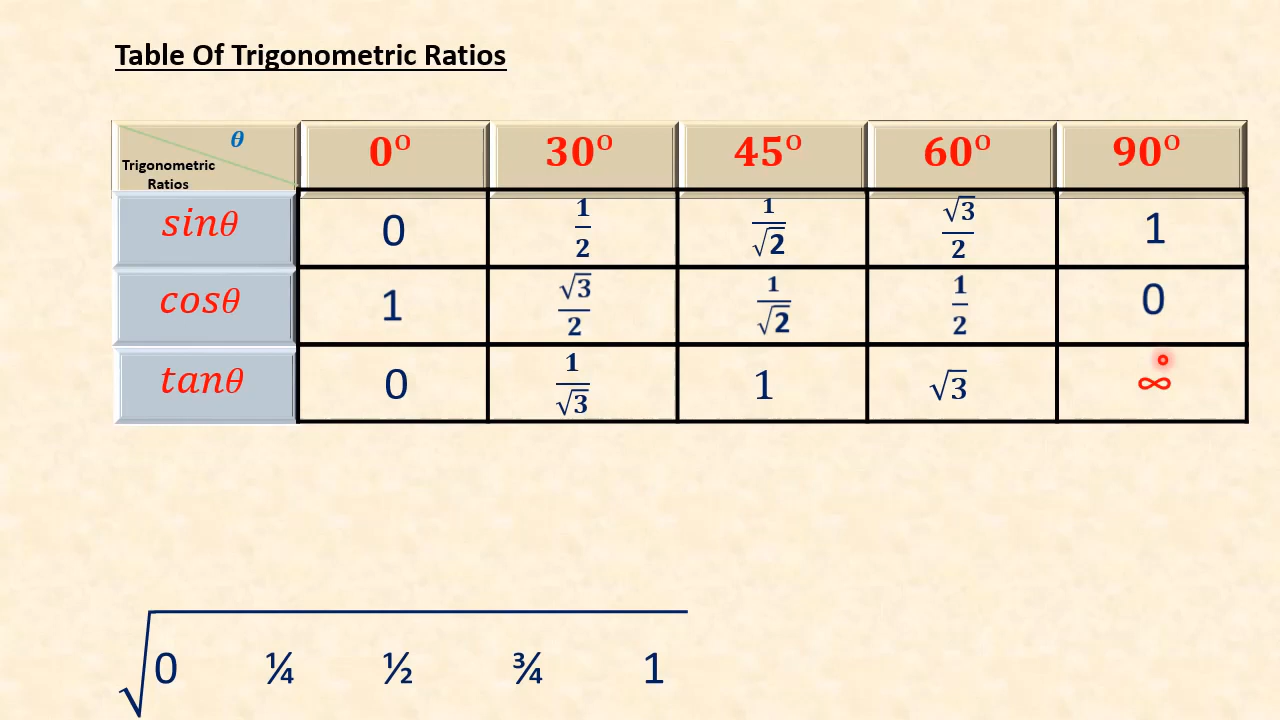 Table Of Trigonometric Ratios
θ
Trigonometric
Ratios
0° 30° 45° 60° 90°
sinθ 0 1/2 1/√2 √3/2 1
cosθ 1 √3/2 1/√2 1/2 0
tanθ 0 1/√3 1 √3 ∞
√ 0 ¼ ½ ¾ 1